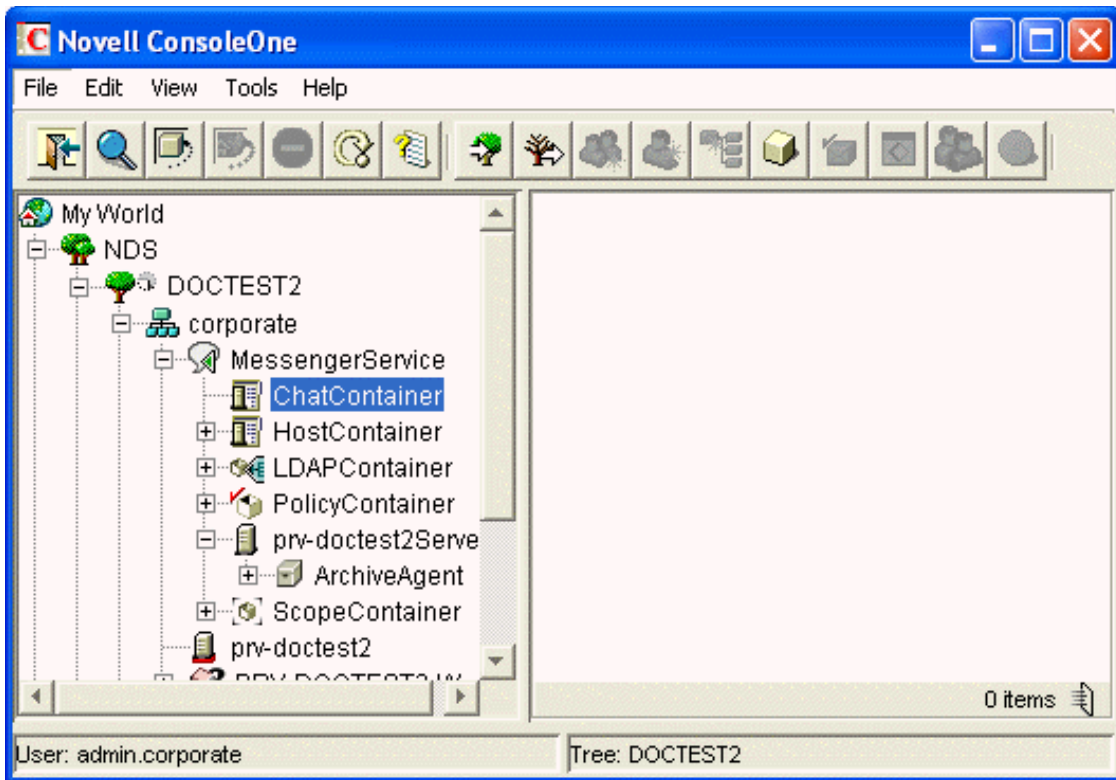 Novell ConsoleOne
File Edit View Tools Help
My World
NDS
DOCTEST2
corporate
MessengerService
ChatContainer
HostContainer
LDAPContainer
PolicyContainer
prv-doctest2Serve
ArchiveAgent
ScopeContainer
prv-doctest2
0 items
User: admin.corporate
Tree: DOCTEST2